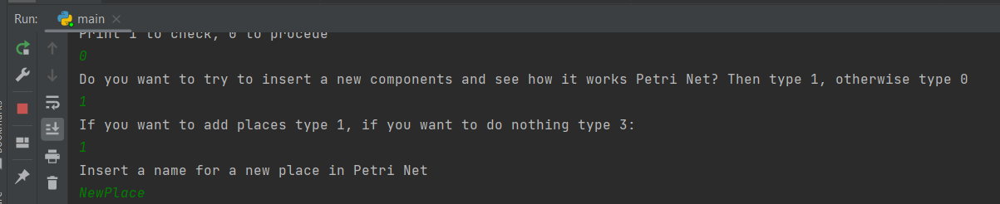 Run: main
Print 1 to check, 0 to procede
0
Do you want to try to insert a new components and see how it works Petri Net? Then type 1, otherwise type 0
1
If you want to add places type 1, if you want to do nothing type 3:
1
Insert a name for a new place in Petri Net
NewPlace